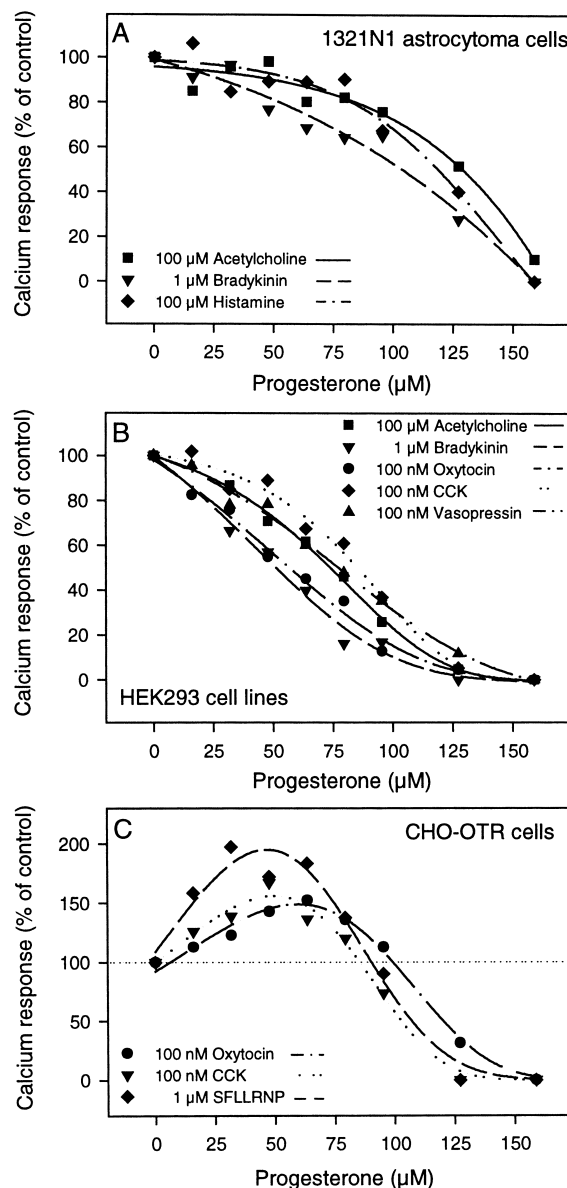 A
1321N1 astrocytoma cells
Calcium response (% of control)
100
80
60
40
20
0
100 µM Acetylcholine
1 µM Bradykinin
100 µM Histamine
0 25 50 75 100 125 150
Progesterone (µM)
B
100 µM Acetylcholine
1 µM Bradykinin
100 nM Oxytocin
100 nM CCK
100 nM Vasopressin
Calcium response (% of control)
100
80
60
40
20
0
HEK293 cell lines
0 25 50 75 100 125 150
Progesterone (µM)
C
CHO-OTR cells
Calcium response (% of control)
200
150
100
50
0
100 nM Oxytocin
100 nM CCK
1 µM SFLLRNP
0 25 50 75 100 125 150
Progesterone (µM)